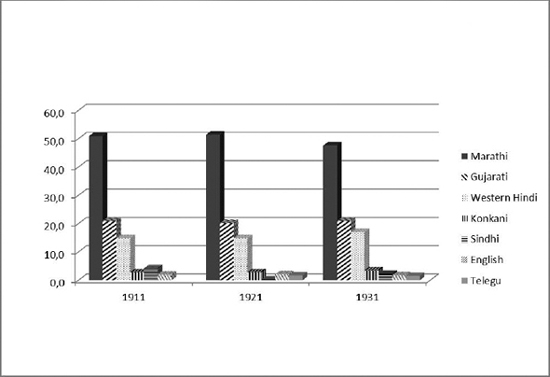 60,0
50,0
40,0
30,0
20,0
10,0
0,0
1911
1921
1931
Marathi
Gujarati
Western Hindi
Konkani
Sindhi
English
Telegu